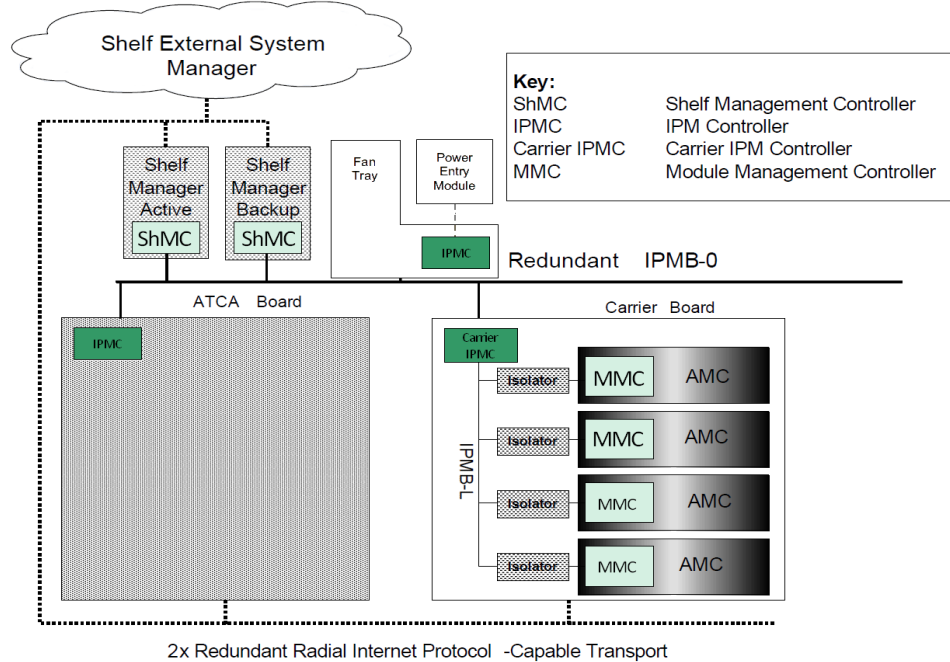 Shelf External System
Manager
Key:
ShMC Shelf Management Controller
IPMC IPM Controller
Carrier IPMC Carrier IPM Controller
MMC Module Management Controller
Shelf
Manager
Active
ShMC
Shelf
Manager
Backup
ShMC
Fan
Tray
Power
Entry
Module
IPMC
Redundant IPMB-0
ATCA Board
IPMC
Carrier Board
Carrier
IPMC
IPMB-L
Isolator
MMC
AMC
Isolator
MMC
AMC
Isolator
MMC
AMC
Isolator
MMC
AMC
2x Redundant Radial Internet Protocol -Capable Transport